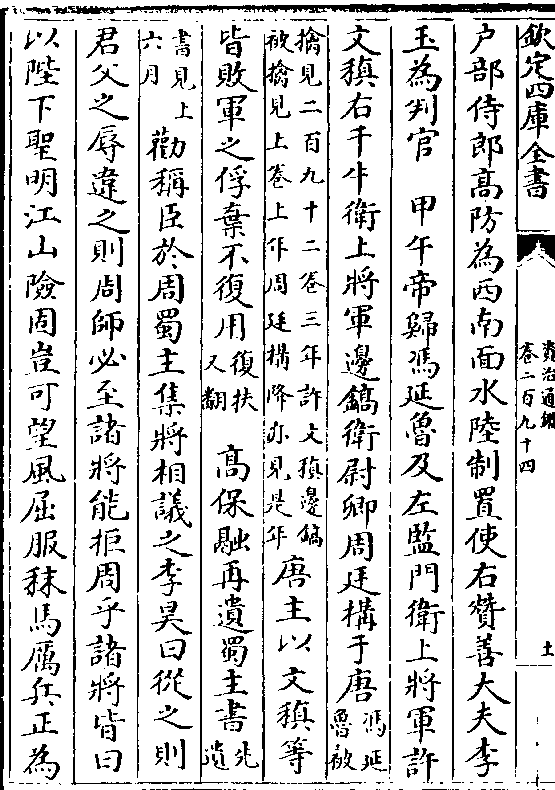 欽定四庫全書
資治通鑑
卷二百九十四
土
户部侍郎高防為西南面水陸制置使右贊善大夫李
玉為判官　甲午帝歸馮延魯及左監門衛上將軍許
文稹右千牛衛上將軍邊鎬衛尉卿周廷構于唐馮延
魯被
擒見二百九十二卷三年許文稹邊鎬
被擒見上卷上年周廷構降亦見是年唐主以文稹等
皆敗軍之俘棄不復用復扶
又翻　高保融再遺蜀主書先遺
書見上
六月勸稱臣於周蜀主集將相議之李昊曰從之則
君父之辱違之則周師必至諸將能拒周乎諸將皆曰
以陛下聖明江山險固豈可望風屈服秣馬厲兵正為